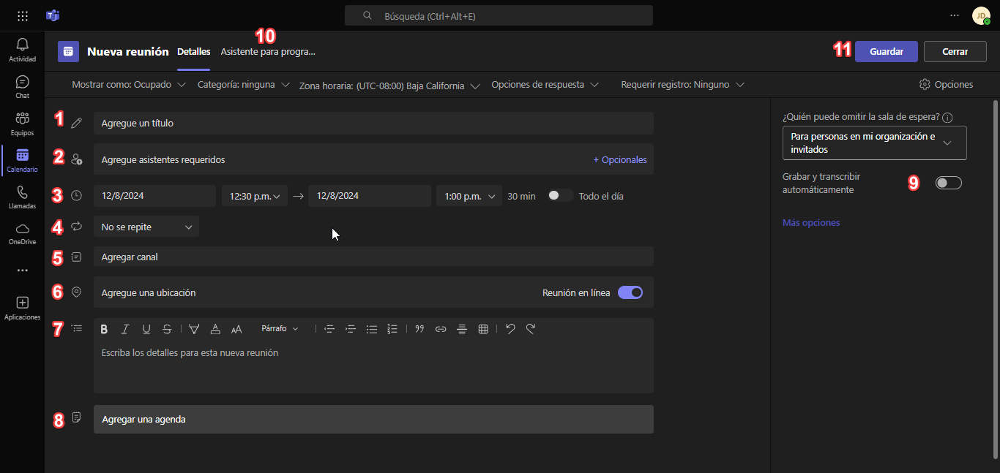 Búsqueda (Ctrl+Alt+E)
JD
Actividad
Chat
Equipos
Calendario
Llamadas
OneDrive
Aplicaciones
10
Nueva reunión Detalles Asistente para progra... 11 Guardar Cerrar
Mostrar como: Ocupado Categoría: ninguna Zona horaria: (UTC-08:00) Baja California Opciones de respuesta Requerir registro: Ninguno Opciones
1 Agregue un título
2 Agregue asistentes requeridos + Opcionales
3 12/8/2024 12:30 p.m. → 12/8/2024 1:00 p.m. 30 min Todo el día
4 No se repite
5 Agregar canal
6 Agregue una ubicación Reunión en línea
7 B I U S A AA Párrafo
Escriba los detalles para esta nueva reunión
8 Agregar una agenda
¿Quién puede omitir la sala de espera?
Para personas en mi organización e
invitados
Grabar y transcribir
automáticamente
9
Más opciones